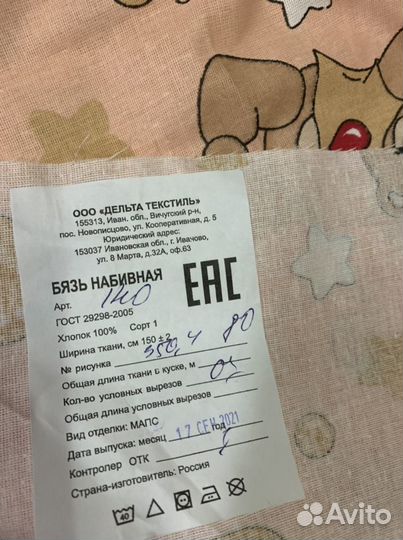 ООО «ДЕЛЬТА ТЕКСТИЛЬ»
155313, Иван. обл., Вичугский р-н,
пос. Новописцово, ул. Кооперативная, д. 5
Юридический адрес:
153037 Ивановская обл., г. Иваново,
ул. 8 Марта, д.32А, оф.63
БЯЗЬ НАБИВНАЯ
EAC
Арт. 140
ГОСТ 29298-2005
Хлопок 100% Сорт 1
Ширина ткани, см 150 ± 2 80
№ рисунка
Общая длина ткани в куске, м
Кол-во условных вырезов
Общая длина условных вырезов
Вид отделки: МАПС
Дата выпуска: месяц 17 СЕН 2021 год
Контролер ОТК
Страна-изготовитель: Россия
40
Avito